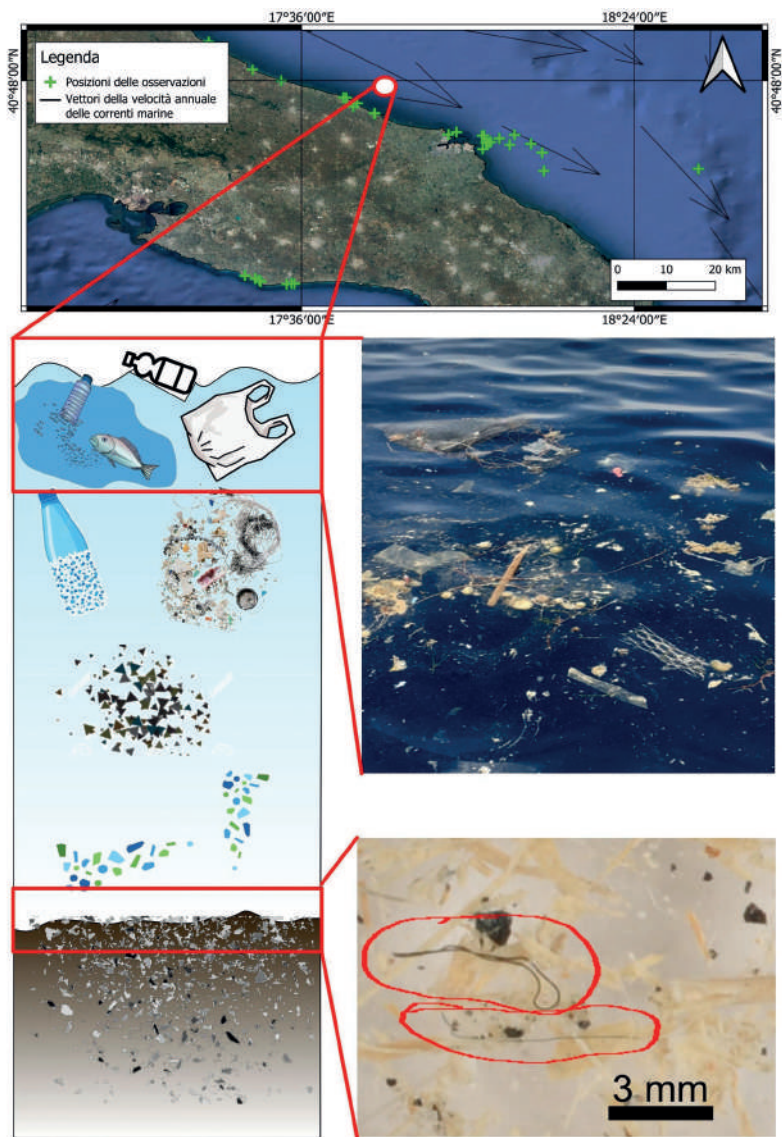 17°36'00"E
18°24'00"E
40°48'00"N
Legenda
Posizioni delle osservazioni
Vettori della velocità annuale
delle correnti marine
40°48'00"N
0 10 20 km
17°36'00"E
18°24'00"E
3 mm